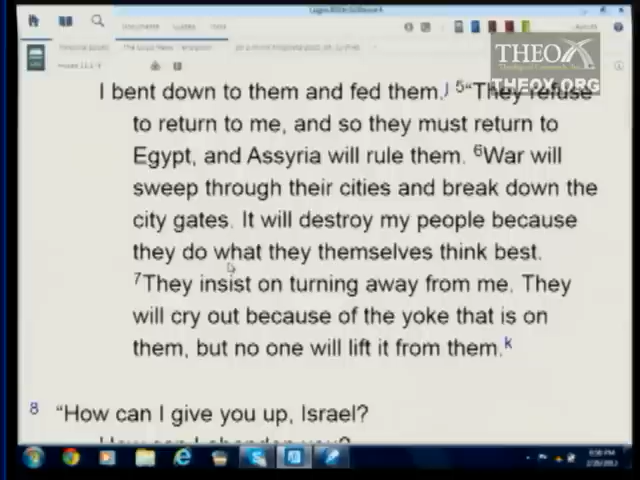 THEOX
THEOX.ORG
I bent down to them and fed them.j 5“They refuse
to return to me, and so they must return to
Egypt, and Assyria will rule them. 6War will
sweep through their cities and break down the
city gates. It will destroy my people because
they do what they themselves think best.
7They insist on turning away from me. They
will cry out because of the yoke that is on
them, but no one will lift it from them.k
8 “How can I give you up, Israel?
How can I abandon you?